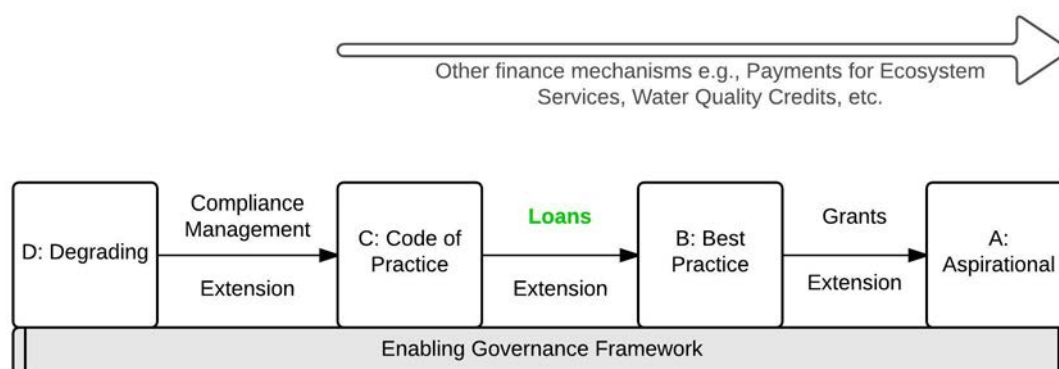 Other finance mechanisms e.g., Payments for Ecosystem
Services, Water Quality Credits, etc.
D: Degrading
Compliance
Management
Extension
C: Code of
Practice
Loans
Extension
B: Best
Practice
Grants
Extension
A:
Aspirational
Enabling Governance Framework